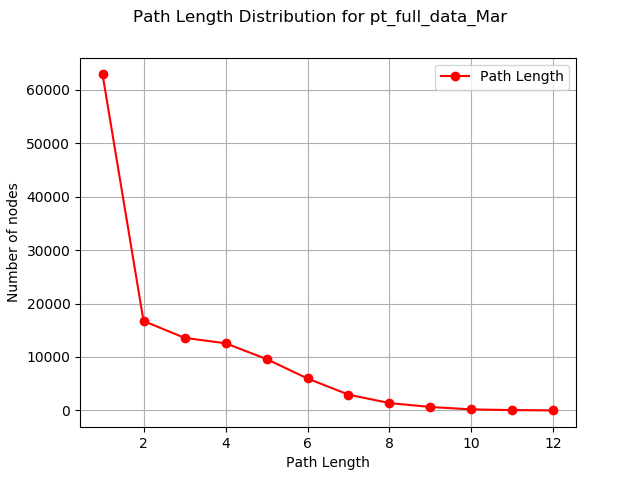 Path Length Distribution for pt_full_data_Mar
Path Length
60000
50000
40000
30000
20000
10000
0
Number of nodes
2 4 6 8 10 12
Path Length